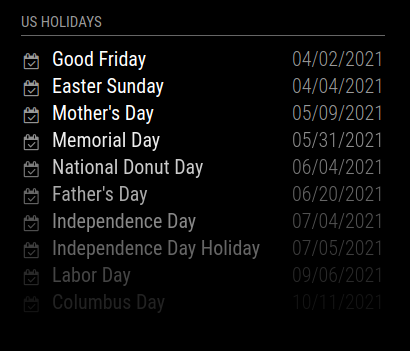 US HOLIDAYS
Good Friday 04/02/2021
Easter Sunday 04/04/2021
Mother's Day 05/09/2021
Memorial Day 05/31/2021
National Donut Day 06/04/2021
Father's Day 06/20/2021
Independence Day 07/04/2021
Independence Day Holiday 07/05/2021
Labor Day 09/06/2021
Columbus Day 10/11/2021